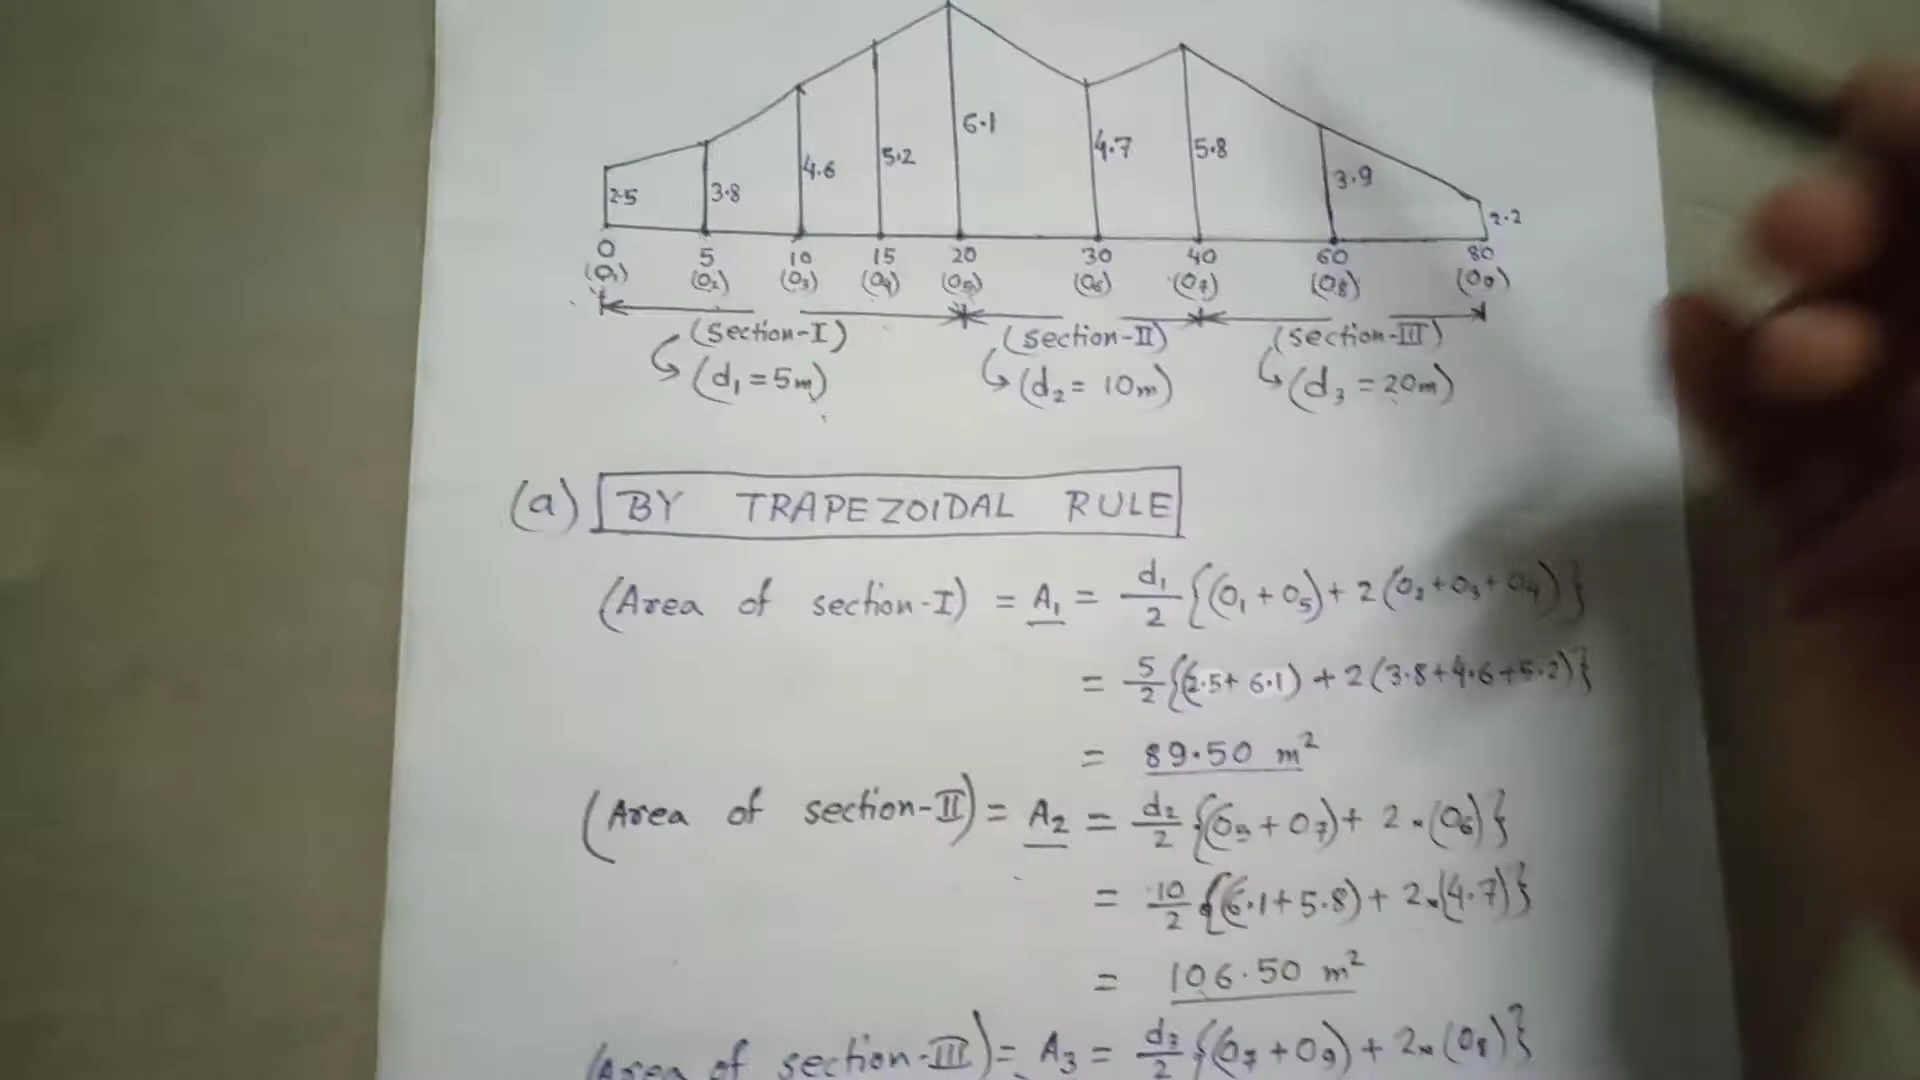 6.1
4.6 5.2 4.7 5.8
2.5 3.8 3.9 2.2
0 5 10 15 20 30 40 60 80
(O₁) (O₂) (O₃) (O₄) (O₅) (O₆) (O₇) (O₈) (O₉)
(section-I) (section-II) (section-III)
(d₁ = 5m) (d₂ = 10m) (d₃ = 20m)
(a) BY TRAPEZOIDAL RULE
(Area of section-I) = A₁ = d₁/2 {(O₁ + O₅) + 2 (O₂ + O₃ + O₄)}
= 5/2 {(2.5 + 6.1) + 2 (3.8 + 4.6 + 5.2)}
= 89.50 m²
(Area of section-II) = A₂ = d₂/2 {(O₅ + O₇) + 2 × (O₆)}
= 10/2 {(6.1 + 5.8) + 2 × (4.7)}
= 106.50 m²
(Area of section-III) = A₃ = d₃/2 {(O₇ + O₉) + 2 × (O₈)}